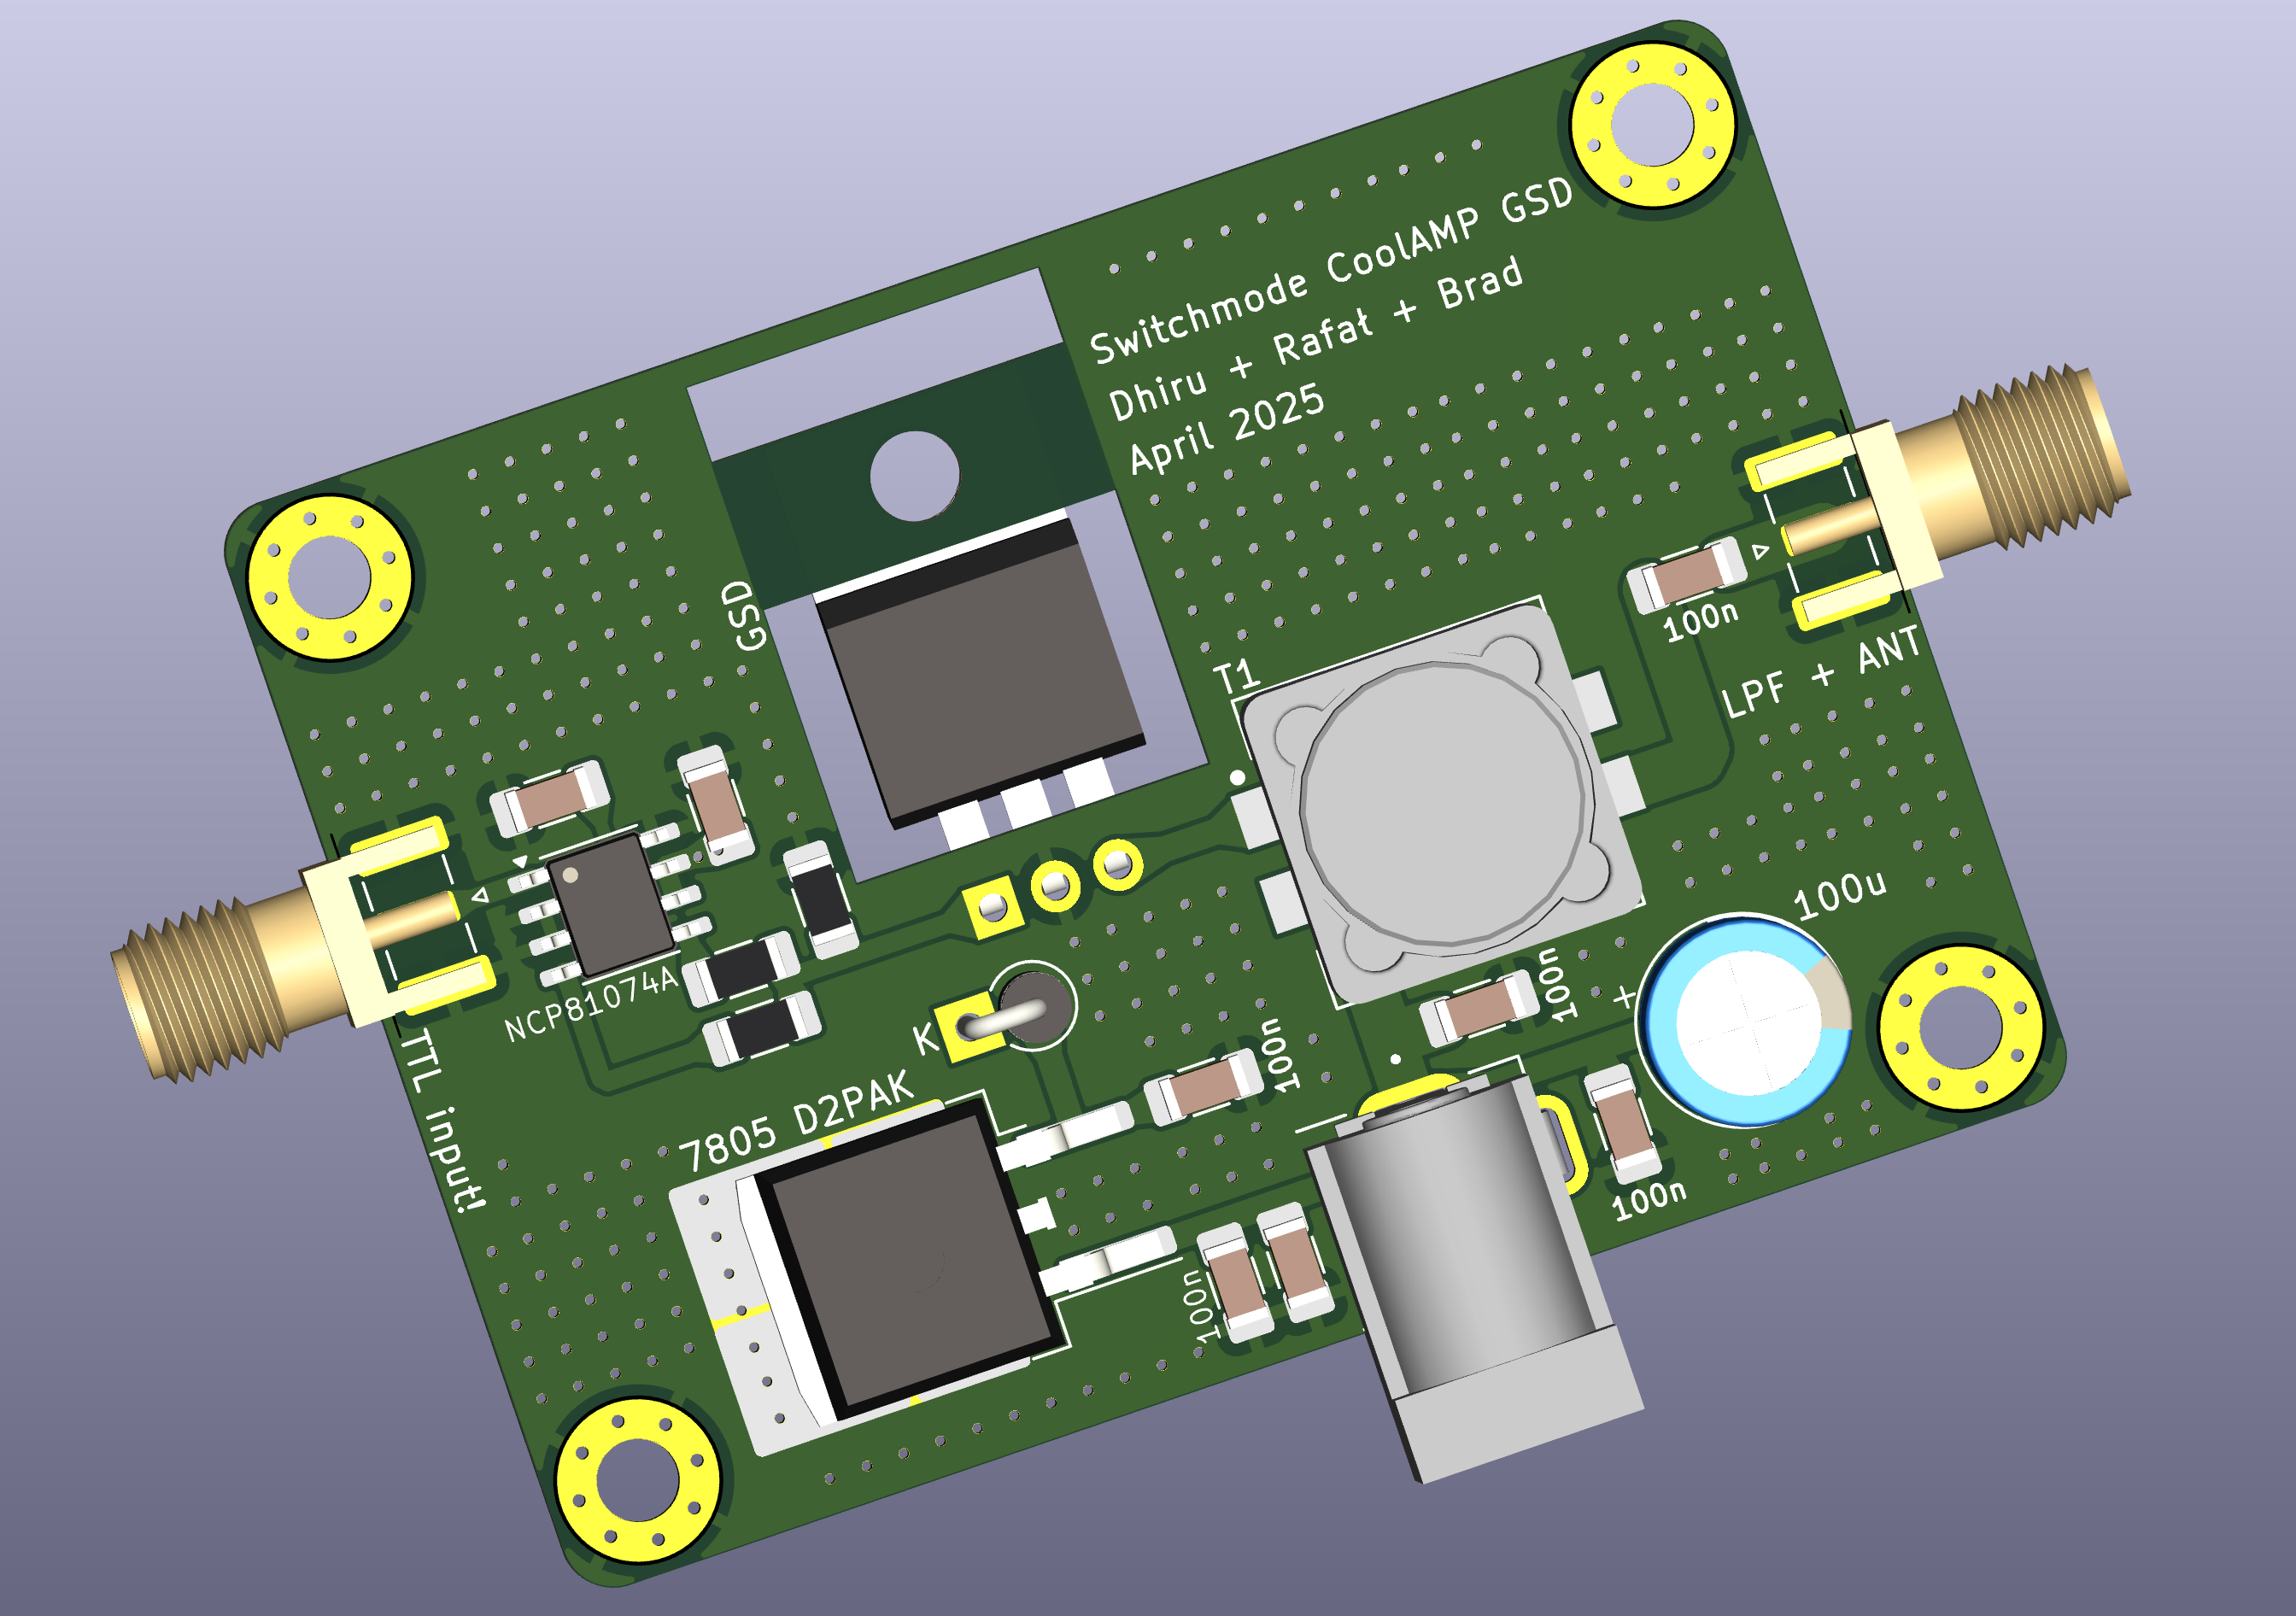 Switchmode CoolAMP GSD
Dhiru + Rafał + Brad
April 2025
GSD
T1
100n
LPF + ANT
NCP81074A
TTL input!
K
100u
+
100n
100n
7805 D2PAK
100n
100n